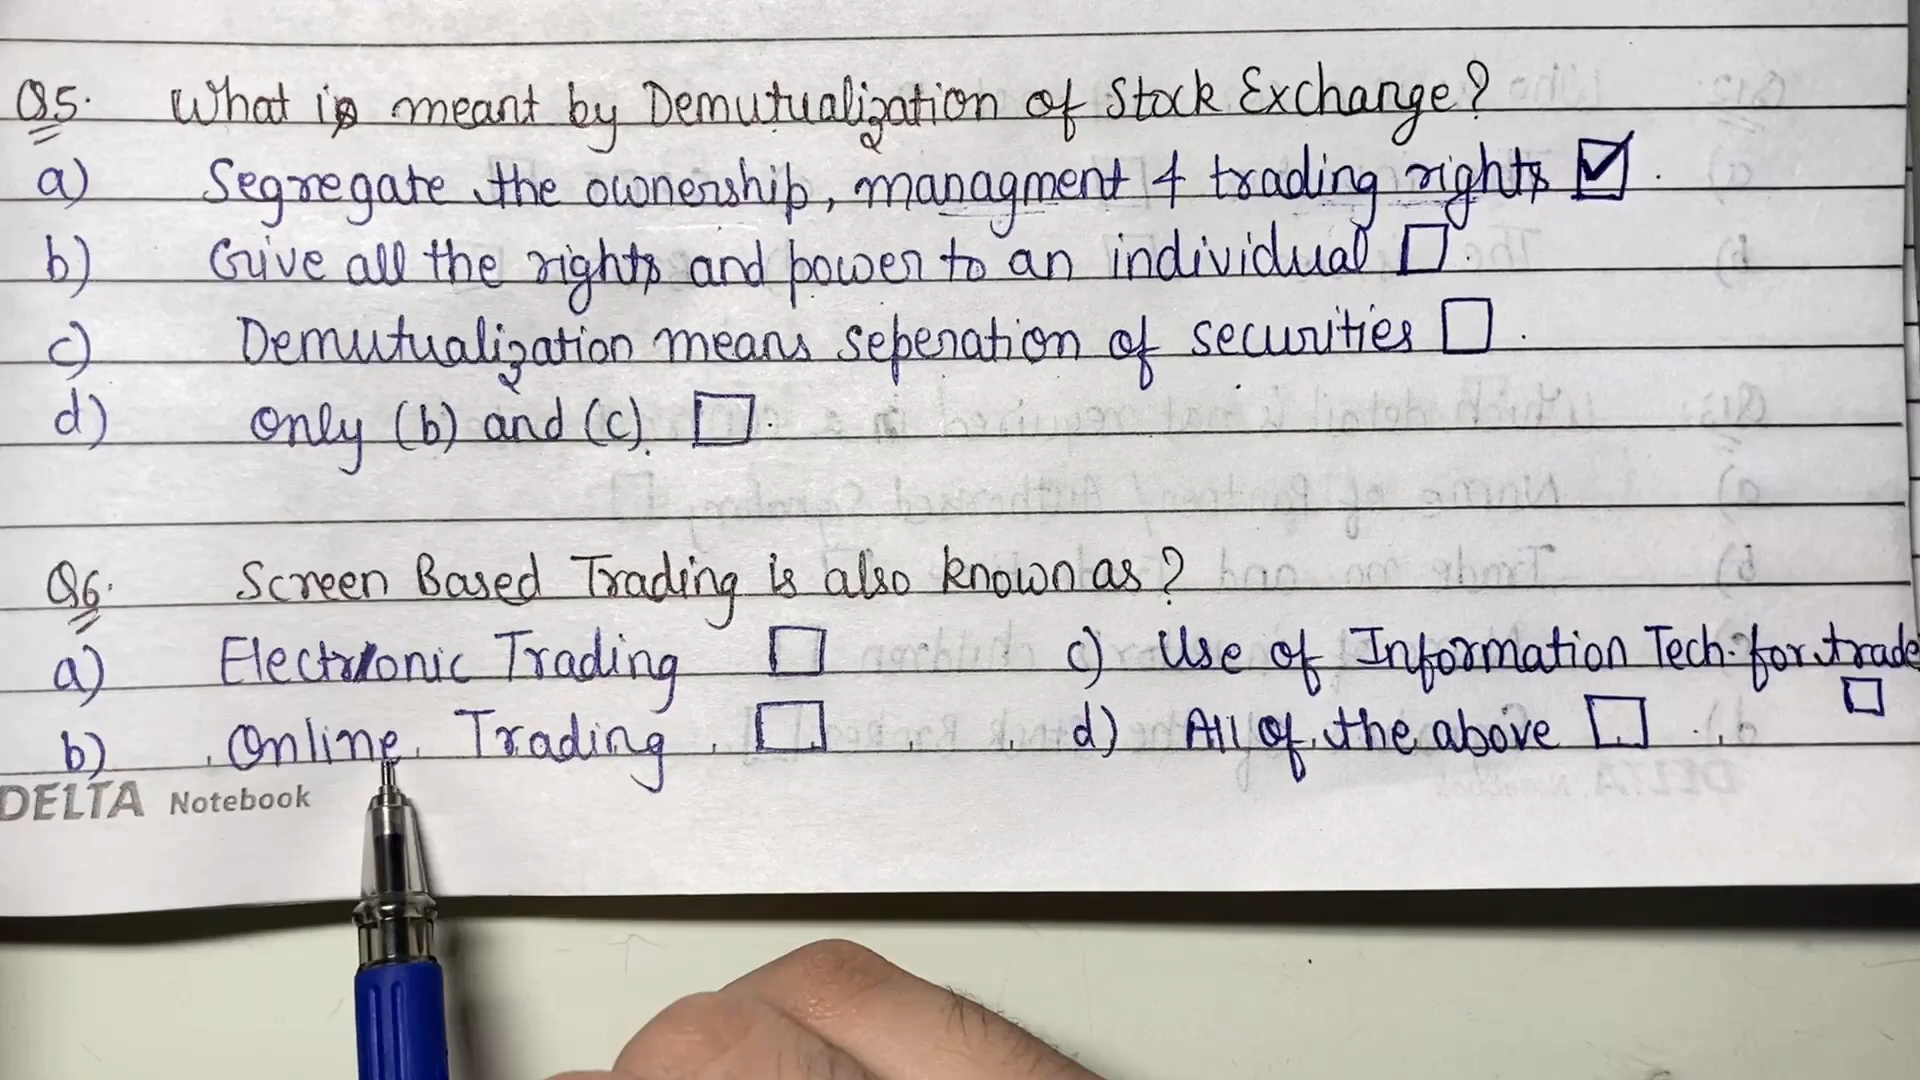 Q5. What is meant by Demutualization of Stock Exchange?
a) Segregate the ownership, managment & trading rights ☑.
b) Give all the rights and power to an individual ☐.
c) Demutualization means seperation of securities ☐.
d) Only (b) and (c). ☐.
Q6. Screen Based Trading is also known as?
a) Electronic Trading ☐ c) Use of Information Tech. for trade ☐
b) Online Trading ☐ d) All of the above ☐
DELTA Notebook